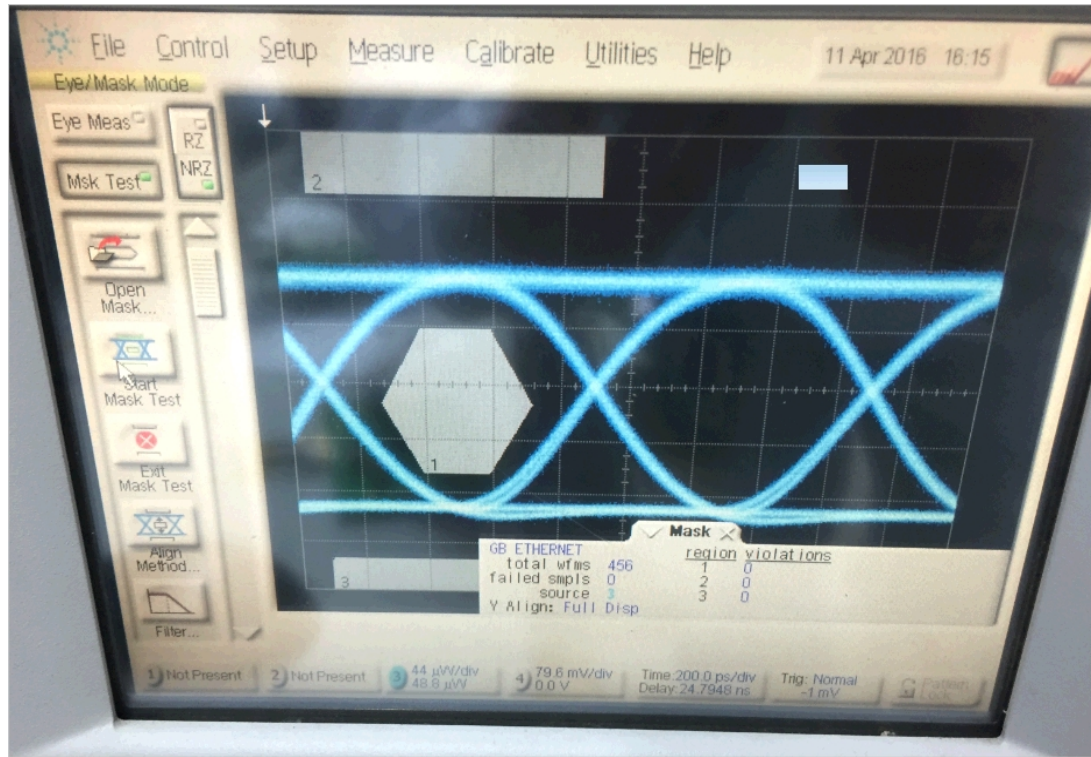 File Control Setup Measure Calibrate Utilities Help 11 Apr 2016 16:15
Eye/Mask Mode
Eye Meas
RZ
NRZ
Msk Test
2
Open
Mask...
Start
Mask Test
1
Exit
Mask Test
Align
Method...
3
Filter...
Mask
GB ETHERNET
region violations
total wfms 456
1 0
failed smpls 0
2 0
source 3
3 0
Y Align: Full Disp
1 Not Present
2 Not Present
3 44 µW/div
48.8 µW
4 79.6 mV/div
0.0 V
Time:200.0 ps/div
Delay:24.7948 ns
Trig: Normal
-1 mV
Pattern
Lock